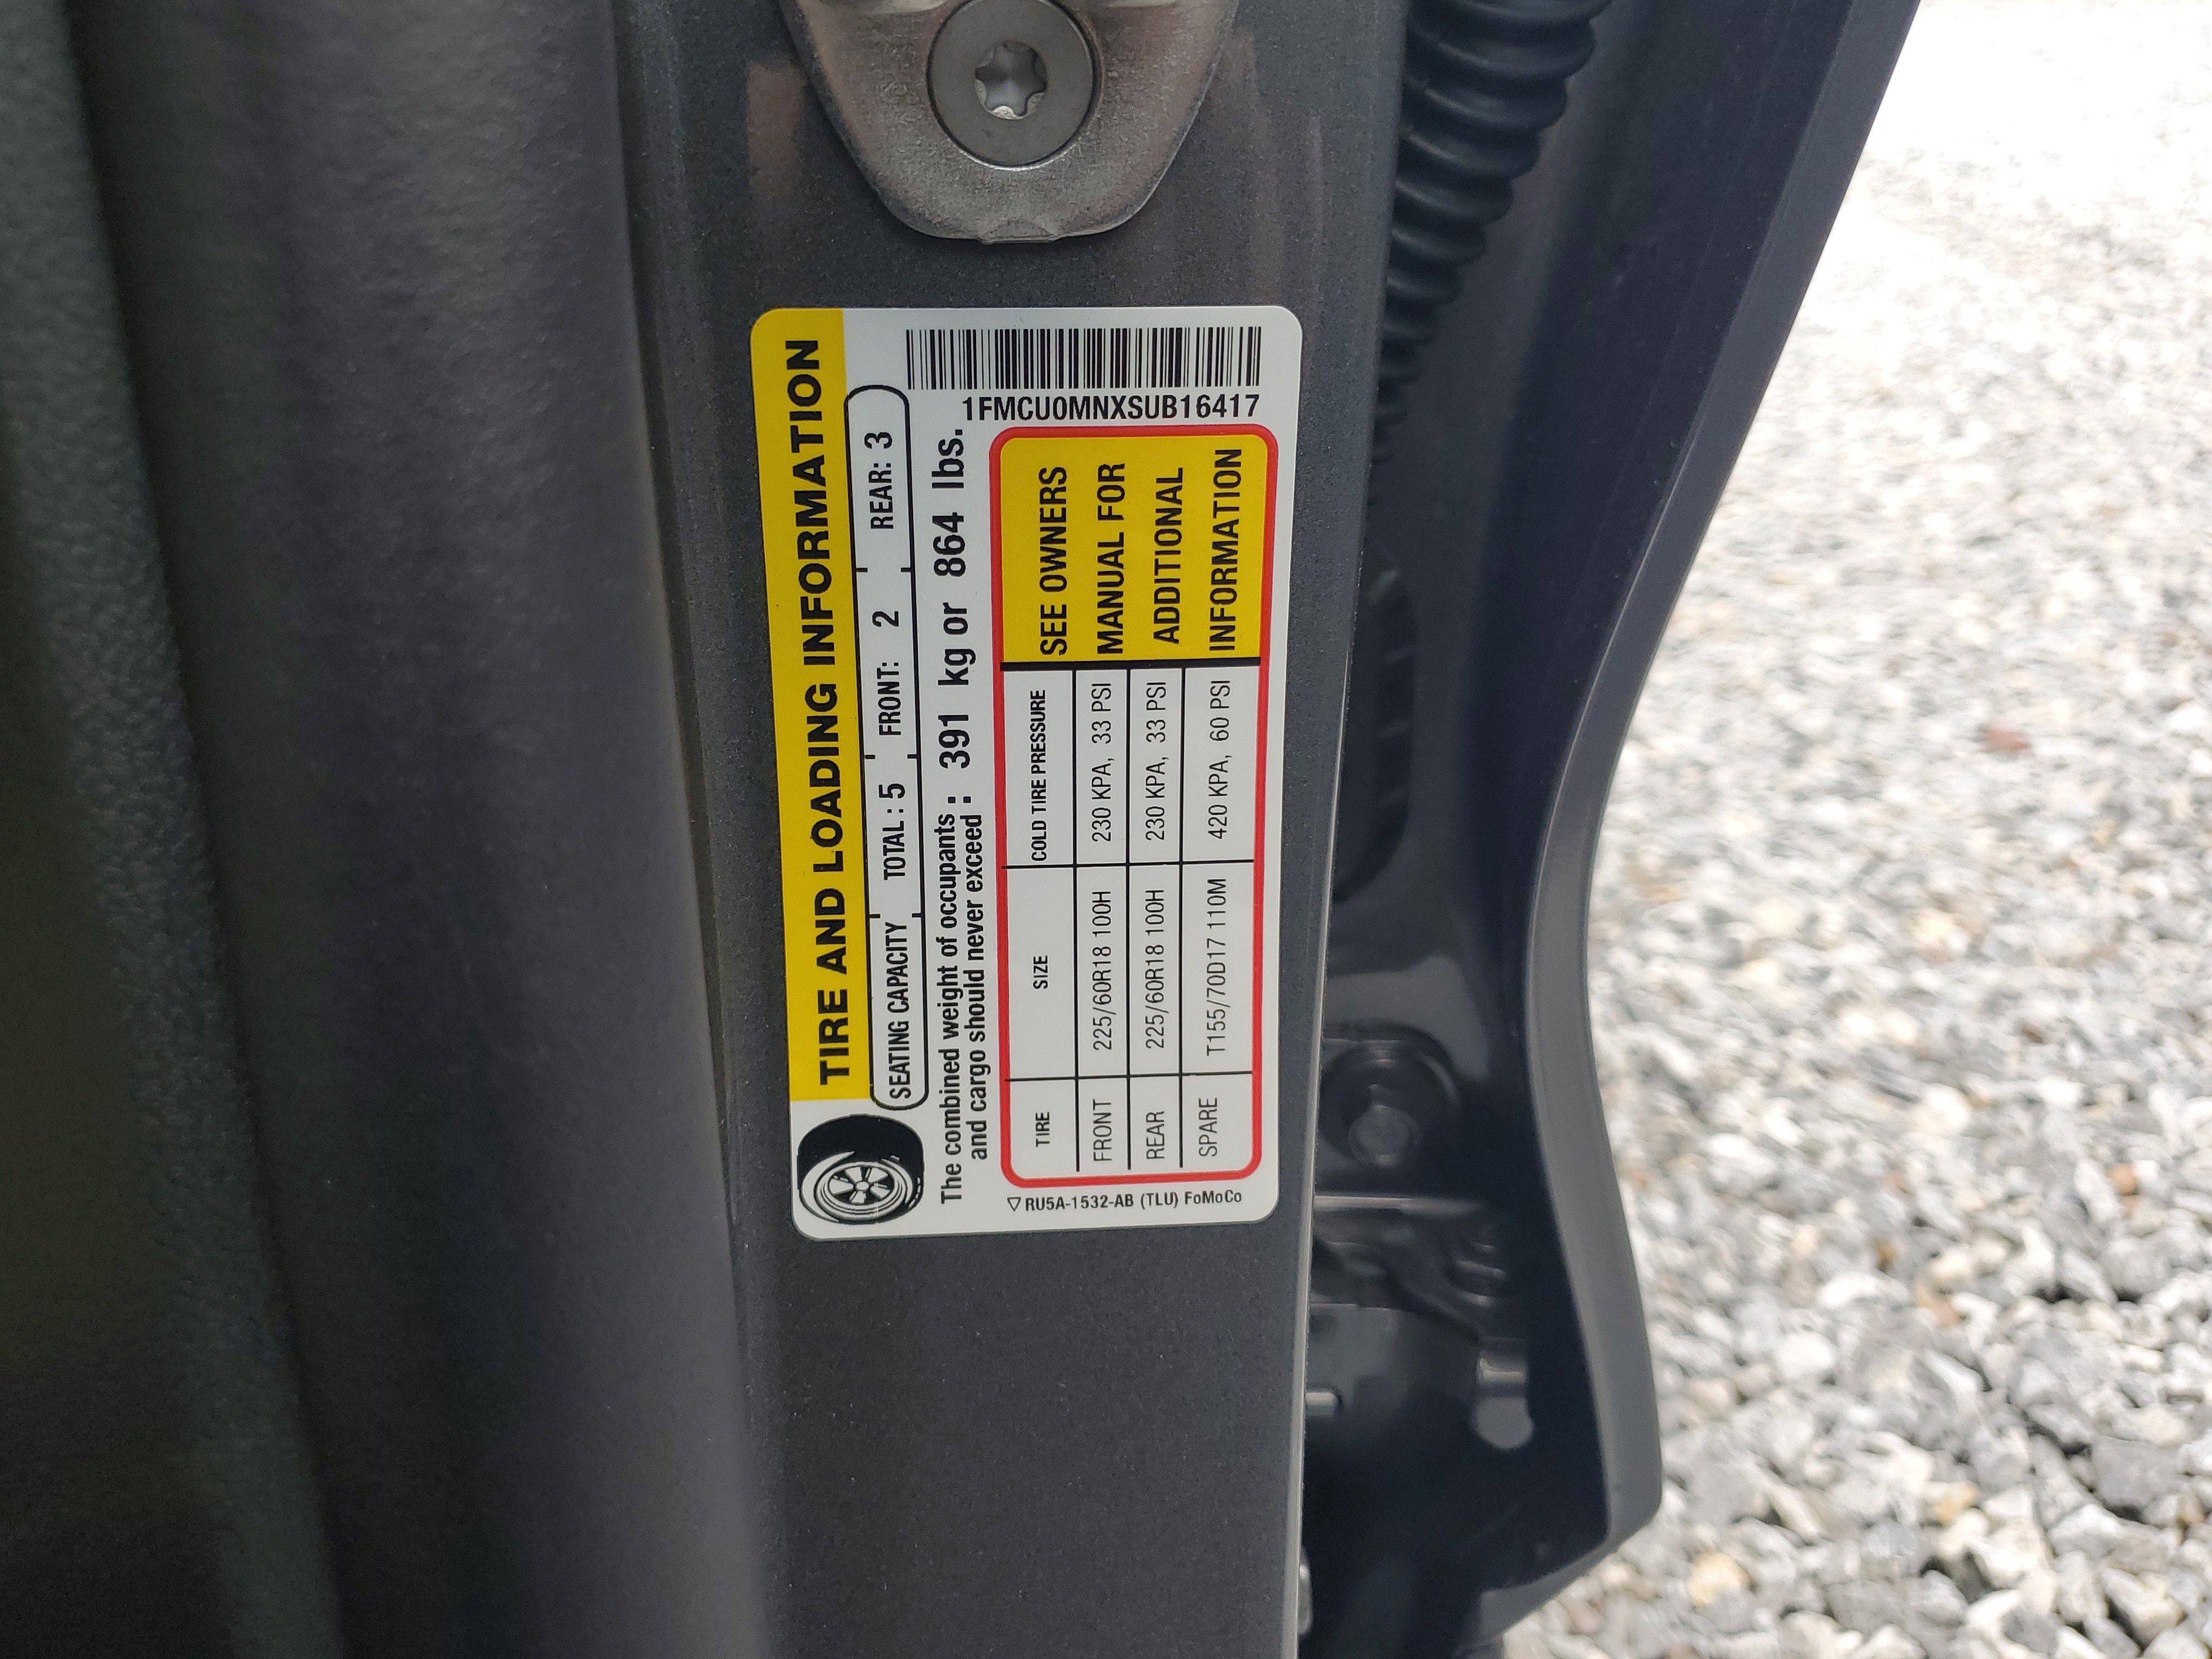 TIRE AND LOADING INFORMATION
SEATING CAPACITY TOTAL : 5 FRONT: 2 REAR: 3
The combined weight of occupants : 391 kg or 864 lbs.
and cargo should never exceed :
1FMCU0MNXSUB16417
TIRE SIZE COLD TIRE PRESSURE
FRONT 225/60R18 100H 230 KPA, 33 PSI
REAR 225/60R18 100H 230 KPA, 33 PSI
SPARE T155/70D17 110M 420 KPA, 60 PSI
SEE OWNERS
MANUAL FOR
ADDITIONAL
INFORMATION
RU5A-1532-AB (TLU) FoMoCo